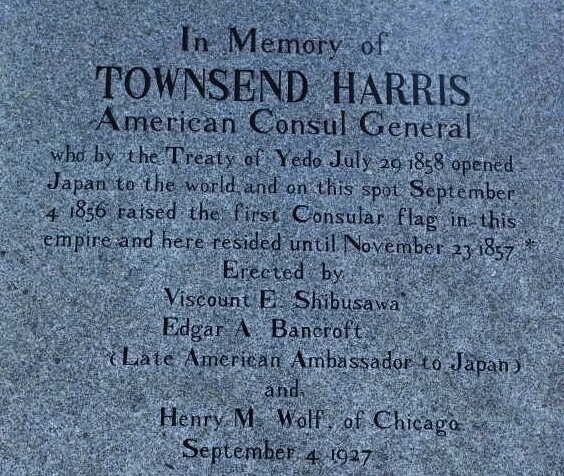 In Memory of
TOWNSEND HARRIS
American Consul General
who by the Treaty of Yedo July 29 1858 opened
Japan to the world and on this spot September
4 1856 raised the first Consular flag in this
empire and here resided until November 23 1857 *
Erected by
Viscount E. Shibusawa
Edgar A. Bancroft
(Late American Ambassador to Japan)
and
Henry M. Wolf, of Chicago
September 4 1927